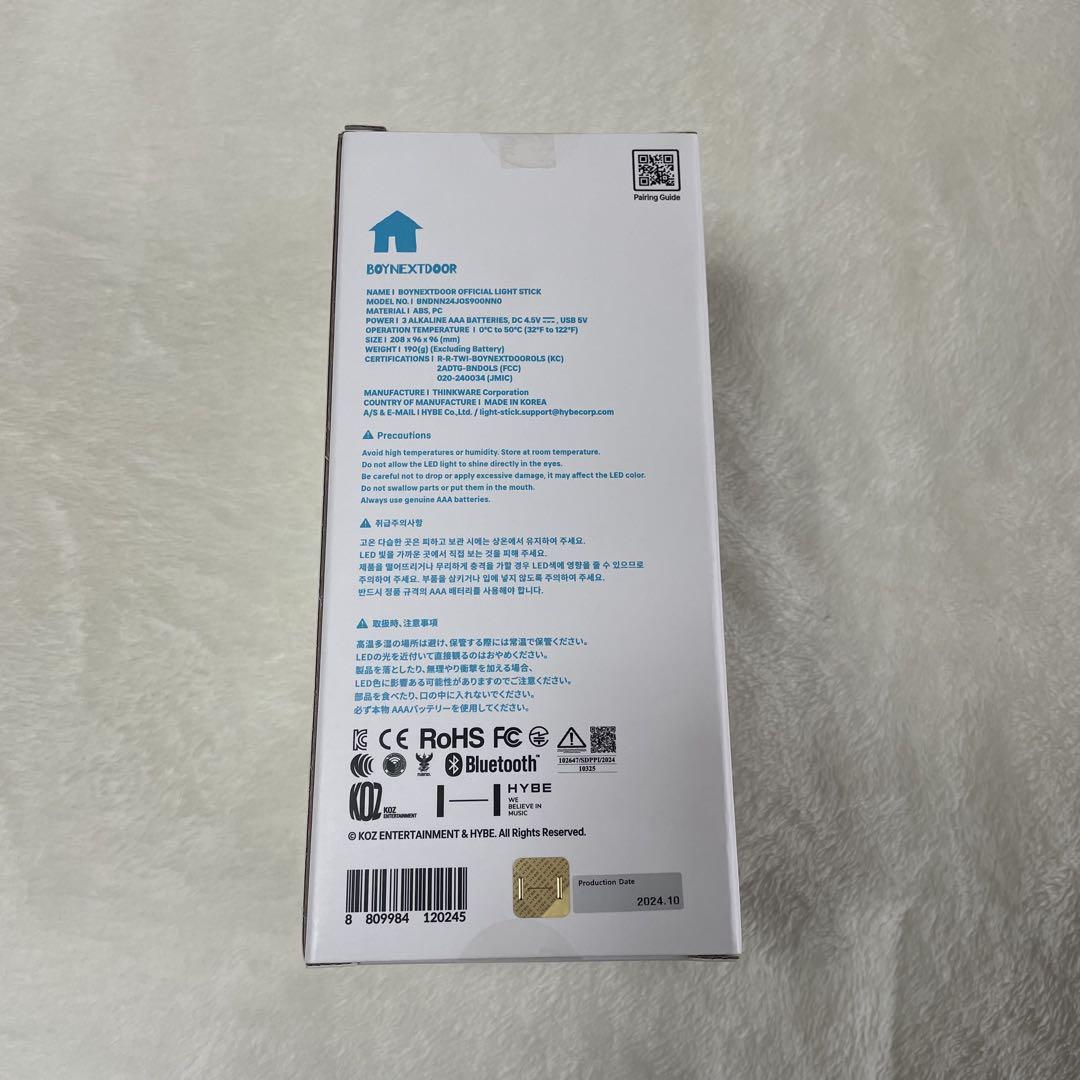 Pairing Guide
BOYNEXTDOOR
NAME | BOYNEXTDOOR OFFICIAL LIGHT STICK
MODEL NO. | BNDNN24JOS900NN0
MATERIAL | ABS, PC
POWER | 3 ALKALINE AAA BATTERIES, DC 4.5V ⎓, USB 5V
OPERATION TEMPERATURE | 0°C to 50°C (32°F to 122°F)
SIZE | 208 x 96 x 96 (mm)
WEIGHT | 190(g) (Excluding Battery)
CERTIFICATIONS | R-R-TWI-BOYNEXTDOOROLS (KC)
2ADTG-BNDOLS (FCC)
020-240034 (JMIC)
MANUFACTURE | THINKWARE Corporation
COUNTRY OF MANUFACTURE | MADE IN KOREA
A/S & E-MAIL | HYBE Co.,Ltd. / light-stick.support@hybecorp.com
Precautions
Avoid high temperatures or humidity. Store at room temperature.
Do not allow the LED light to shine directly in the eyes.
Be careful not to drop or apply excessive damage, it may affect the LED color.
Do not swallow parts or put them in the mouth.
Always use genuine AAA batteries.
취급주의사항
고온 다습한 곳은 피하고 보관 시에는 상온에서 유지하여 주세요.
LED 빛을 가까운 곳에서 직접 보는 것을 피해 주세요.
제품을 떨어뜨리거나 무리하게 충격을 가할 경우 LED색에 영향을 줄 수 있으므로
주의하여 주세요. 부품을 삼키거나 입에 넣지 않도록 주의하여 주세요.
반드시 정품 규격의 AAA 배터리를 사용해야 합니다.
取扱時、注意事項
高温多湿の場所は避け、保管する際には常温で保管ください。
LEDの光を近付いて直接観るのはおやめください。
製品を落としたり、無理やり衝撃を加える場合、
LED色に影響ある可能性がありますのでご注意ください。
部品を食べたり、口の中に入れないでください。
必ず本物 AAAバッテリーを使用してください。
CE RoHS FC
nano. Bluetooth™
102647/SDPPI/2024
10325
KOZ KOZ ENTERTAINMENT
HYBE
WE
BELIEVE IN
MUSIC
© KOZ ENTERTAINMENT & HYBE. All Rights Reserved.
8 809984 120245
Production Date
2024.10